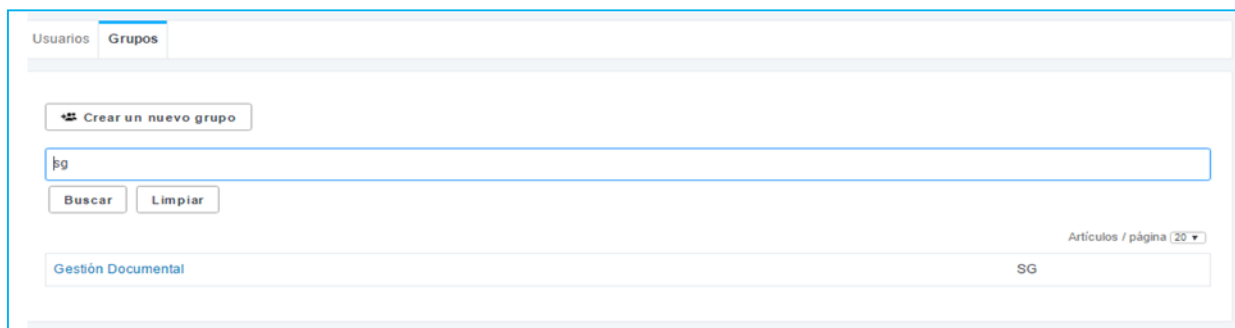 Usuarios Grupos
Crear un nuevo grupo
sg
Buscar Limpiar
Artículos / página 20
Gestión Documental SG